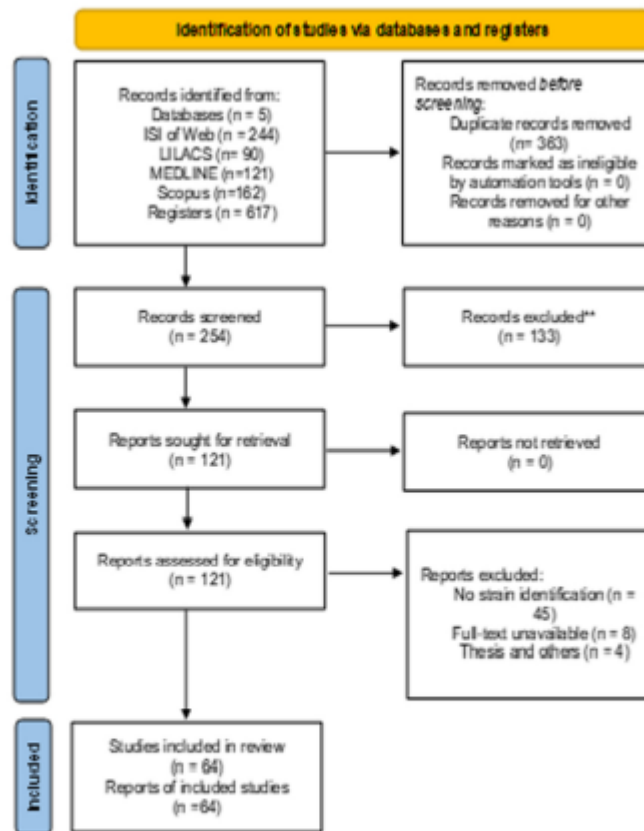 Identification of studies via databases and registers
Identification
Records identified from:
Databases (n = 5)
ISI of Web (n = 244)
LILACS (n= 90)
MEDLINE (n=121)
Scopus (n=162)
Registers (n = 617)
Records removed before
screening:
Duplicate records removed
(n= 363)
Records marked as ineligible
by automation tools (n = 0)
Records removed for other
reasons (n = 0)
Screening
Records screened
(n = 254)
Records excluded**
(n = 133)
Reports sought for retrieval
(n = 121)
Reports not retrieved
(n = 0)
Reports assessed for eligibility
(n = 121)
Reports excluded:
No strain identification (n =
45)
Full-text unavailable (n = 8)
Thesis and others (n = 4)
Included
Studies included in review
(n = 64)
Reports of included studies
(n =64)